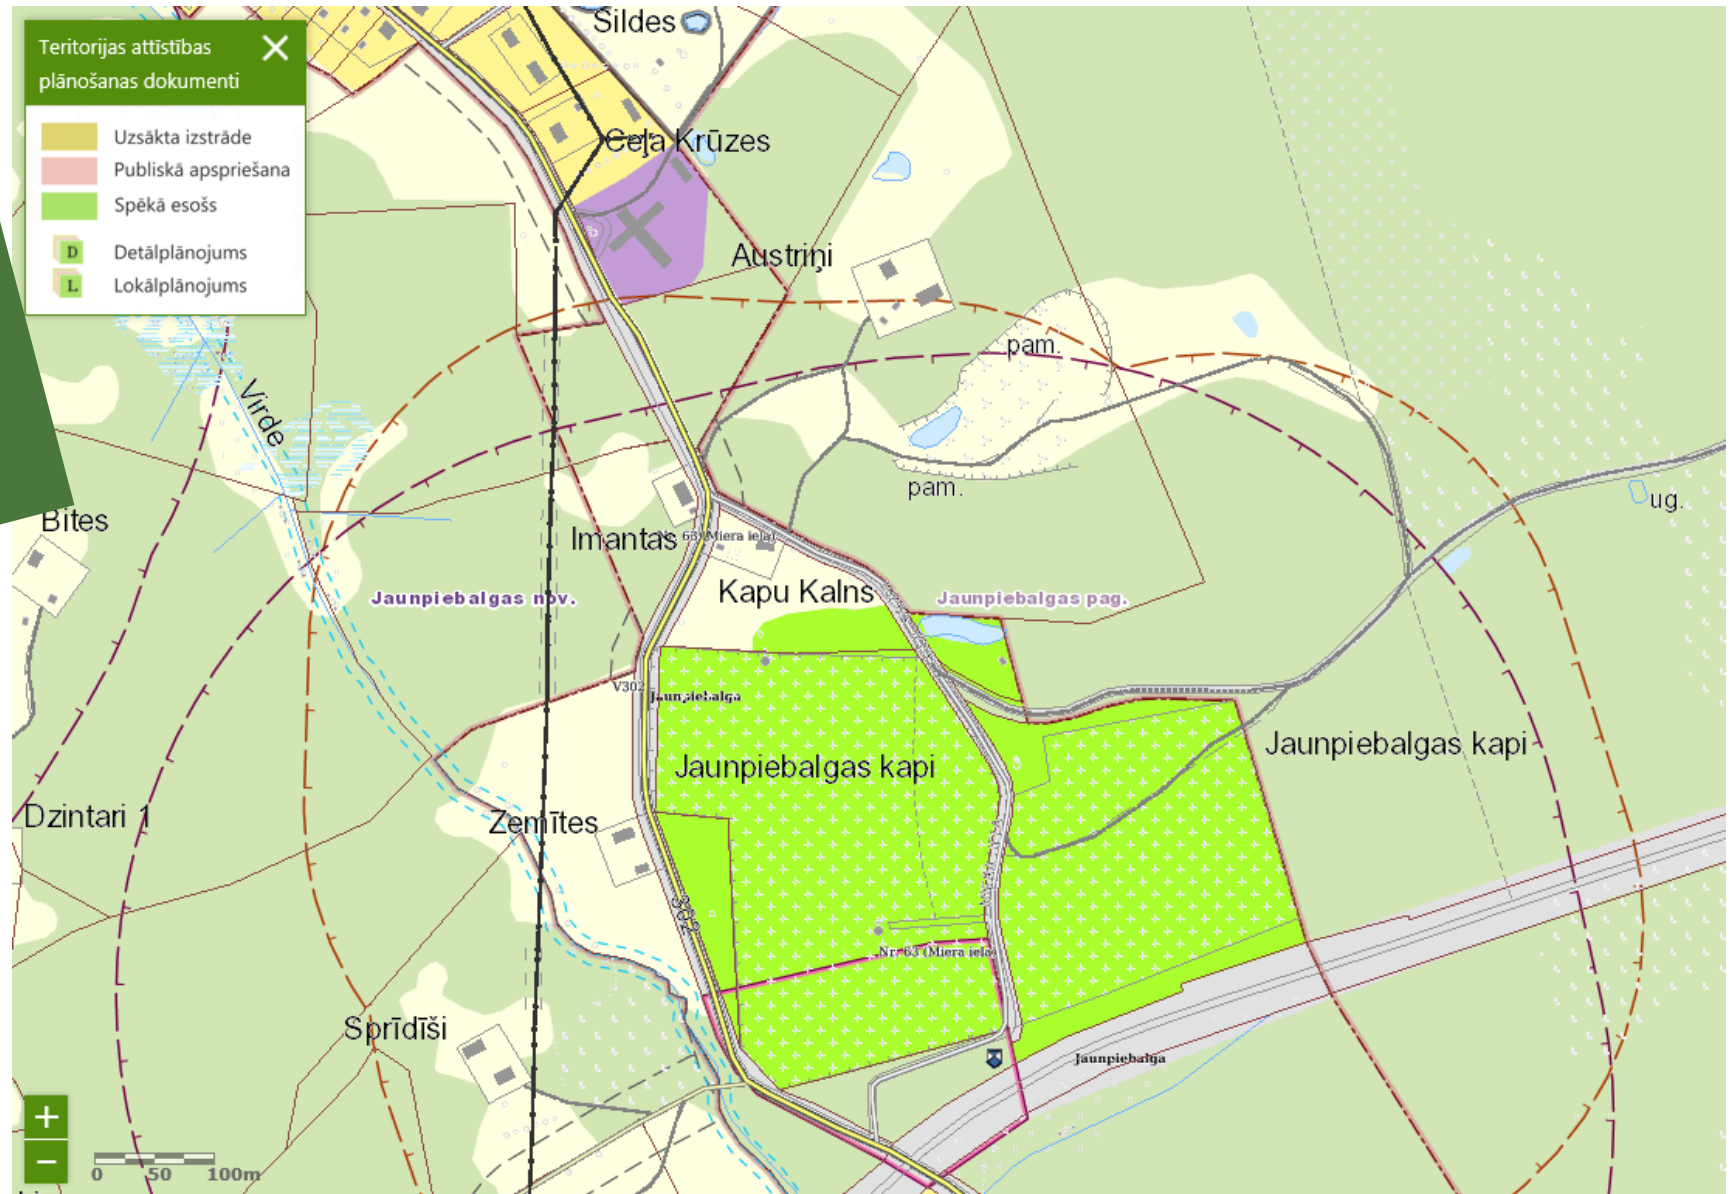 Teritorijas attīstības
plānošanas dokumenti
Uzsākta izstrāde
Publiskā apspriešana
Spēkā esošs
D Detālplānojums
L Lokālplānojums
Sildes
Ceļa Krūzes
Austriņi
pam.
Virde
pam.
ug.
Bites
Imantas
Nr. 63 (Miera iela)
Kapu Kalns
Jaunpiebalgas nov.
Jaunpiebalgas pag.
V302
Jaunpiebalga
Jaunpiebalgas kapi
Jaunpiebalgas kapi
Dzintari 1
Zemītes
Nr. 63 (Miera iela)
Sprīdīši
Jaunpiebalga
+
−
0 50 100m